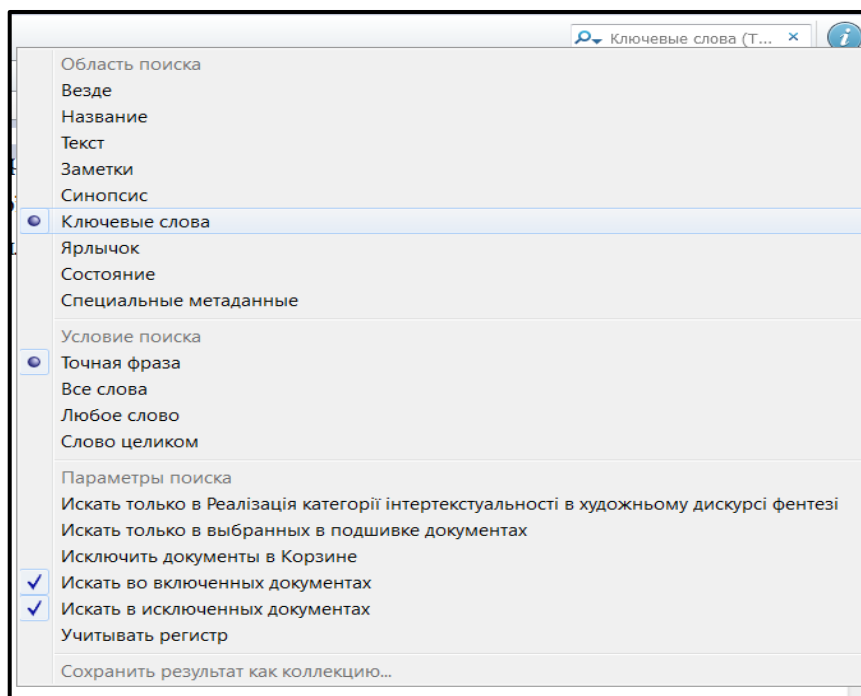 Ключевые слова (Т...
Область поиска
Везде
Название
Текст
Заметки
Синопсис
Ключевые слова
Ярлычок
Состояние
Специальные метаданные
Условие поиска
Точная фраза
Все слова
Любое слово
Слово целиком
Параметры поиска
Искать только в Реалізація категорії інтертекстуальності в художньому дискурсі фентезі
Искать только в выбранных в подшивке документах
Исключить документы в Корзине
Искать во включенных документах
Искать в исключенных документах
Учитывать регистр
Сохранить результат как коллекцию...